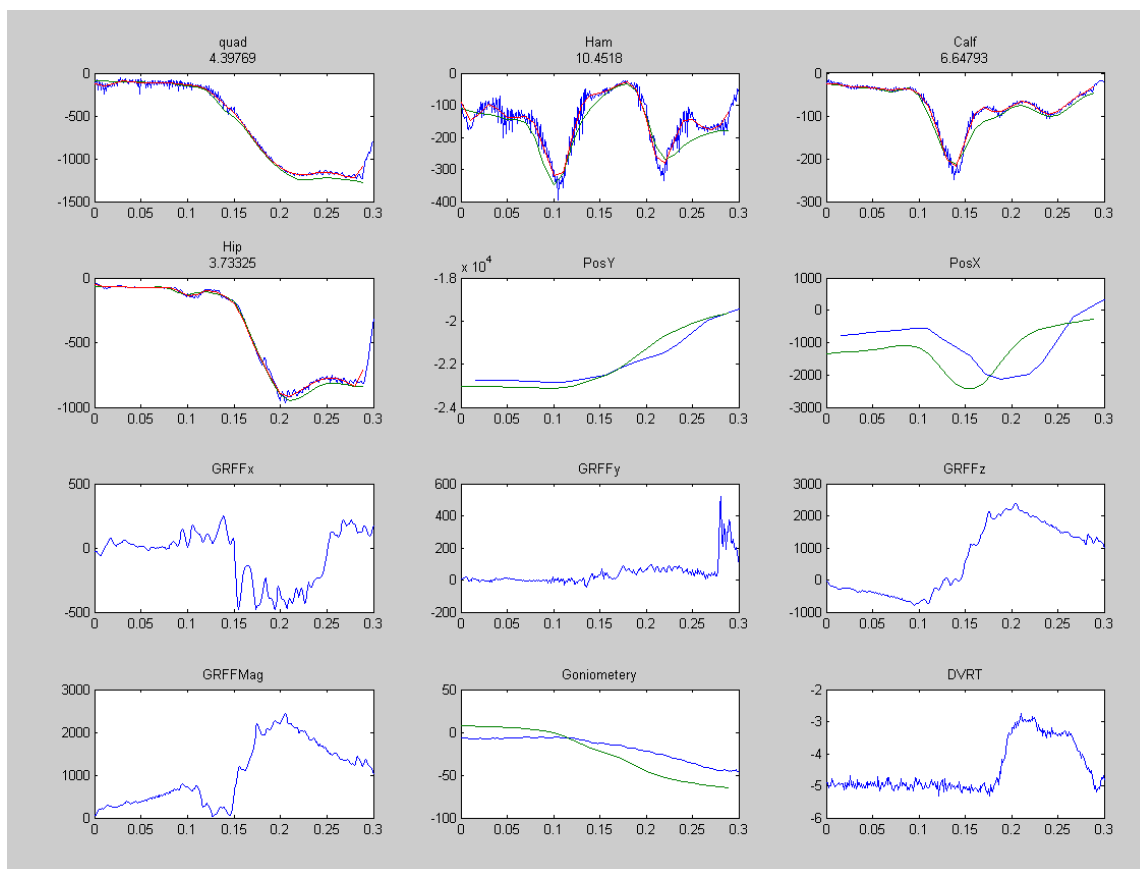 quad
4.39769
0
-500
-1000
-1500
0 0.05 0.1 0.15 0.2 0.25 0.3
Ham
10.4518
0
-100
-200
-300
-400
0 0.05 0.1 0.15 0.2 0.25 0.3
Calf
6.64793
0
-100
-200
-300
0 0.05 0.1 0.15 0.2 0.25 0.3
Hip
3.73325
0
-500
-1000
0 0.05 0.1 0.15 0.2 0.25 0.3
PosY
x 10^4
-1.8
-2
-2.2
-2.4
0 0.05 0.1 0.15 0.2 0.25 0.3
PosX
1000
0
-1000
-2000
-3000
0 0.05 0.1 0.15 0.2 0.25 0.3
GRFFx
500
0
-500
0 0.05 0.1 0.15 0.2 0.25 0.3
GRFFy
600
400
200
0
-200
0 0.05 0.1 0.15 0.2 0.25 0.3
GRFFz
3000
2000
1000
0
-1000
0 0.05 0.1 0.15 0.2 0.25 0.3
GRFFMag
3000
2000
1000
0
0 0.05 0.1 0.15 0.2 0.25 0.3
Goniometery
50
0
-50
-100
0 0.05 0.1 0.15 0.2 0.25 0.3
DVRT
-2
-3
-4
-5
-6
0 0.05 0.1 0.15 0.2 0.25 0.3